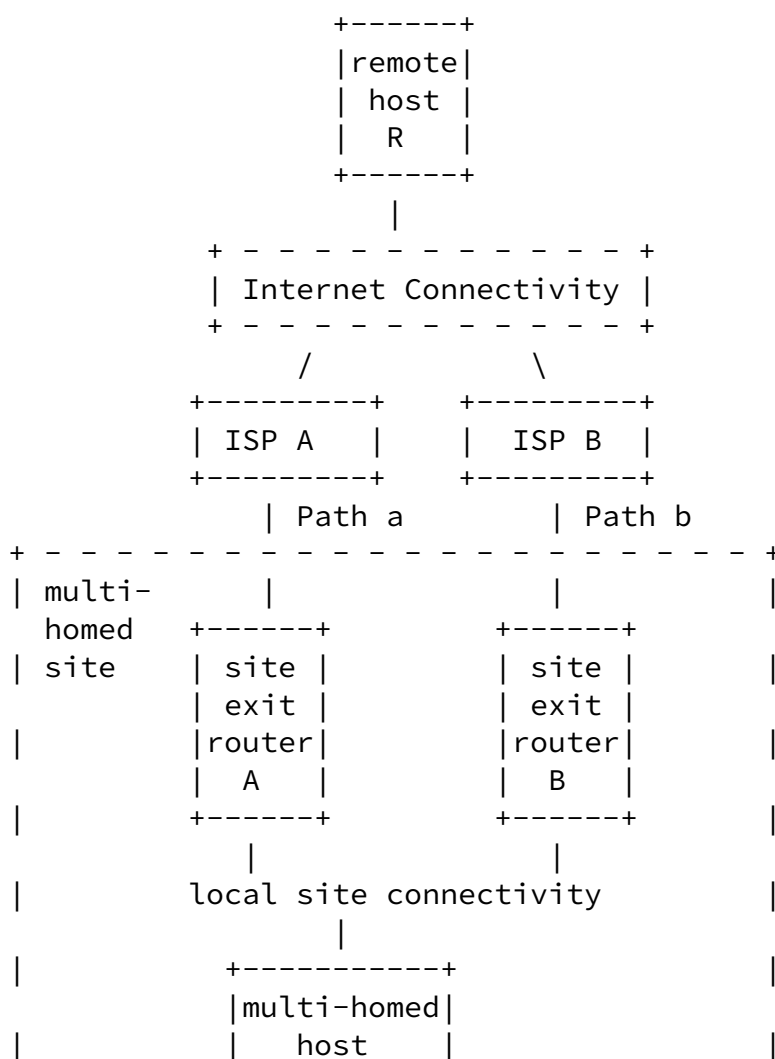 +------+
|remote|
| host |
|  R   |
+------+
|
+ - - - - - - - - - - - +
| Internet Connectivity |
+ - - - - - - - - - - - +
/            \
+---------+    +---------+
| ISP A   |    |  ISP B  |
+---------+    +---------+
| Path a        | Path b
+ - - - - - - - - - - - - - - - - - - - - - +
| multi-      |               |           |
homed   +------+         +------+
| site    | site |         | site |       |
| exit |         | exit |
|         |router|         |router|       |
|  A   |         |  B   |
|         +------+         +------+       |
|                |
|         local site connectivity         |
|
|           +-----------+                 |
|multi-homed|
|           |   host    |                 |